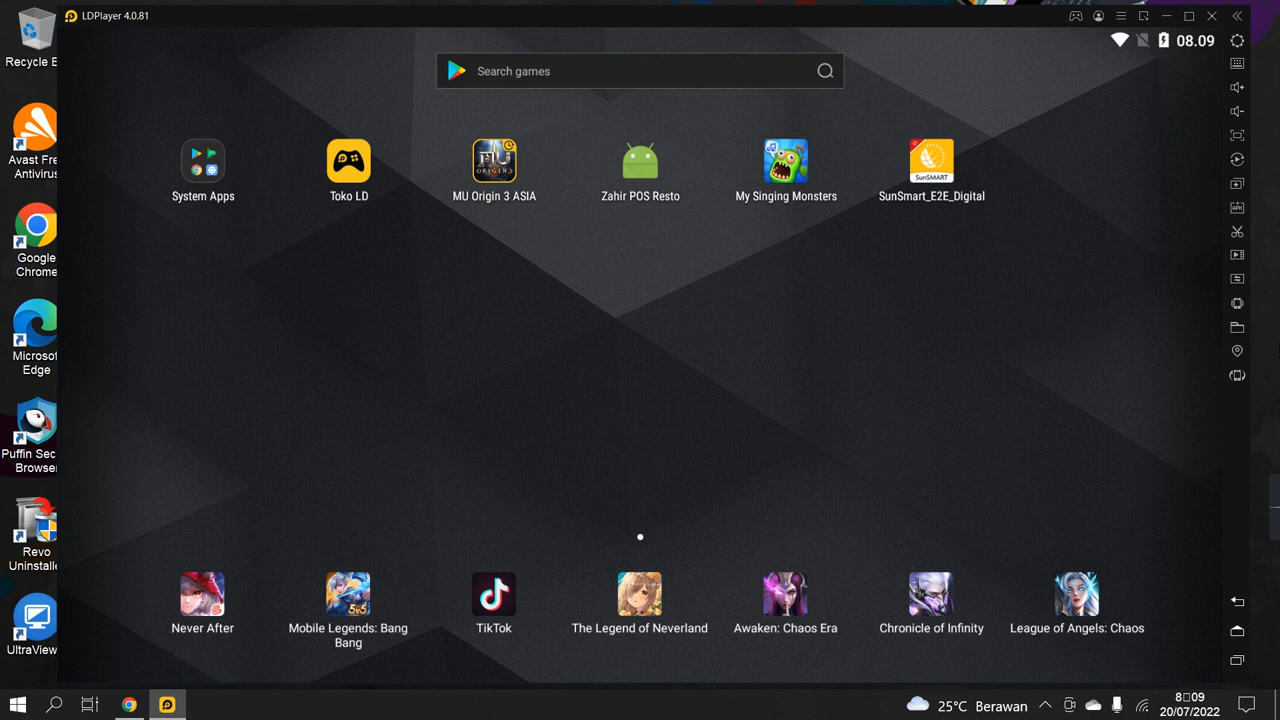 LDPlayer 4.0.81
08.09
Search games
Recycle B
Avast Fre
Antivirus
Google
Chrome
Microsof
Edge
Puffin Sec
Browser
Revo
Uninstalle
UltraView
System Apps
Toko LD
MU Origin 3 ASIA
Zahir POS Resto
My Singing Monsters
SunSMART
SunSmart_E2E_Digital
5v5
Never After
Mobile Legends: Bang
Bang
TikTok
The Legend of Neverland
Awaken: Chaos Era
Chronicle of Infinity
League of Angels: Chaos
25°C Berawan
8:09
20/07/2022